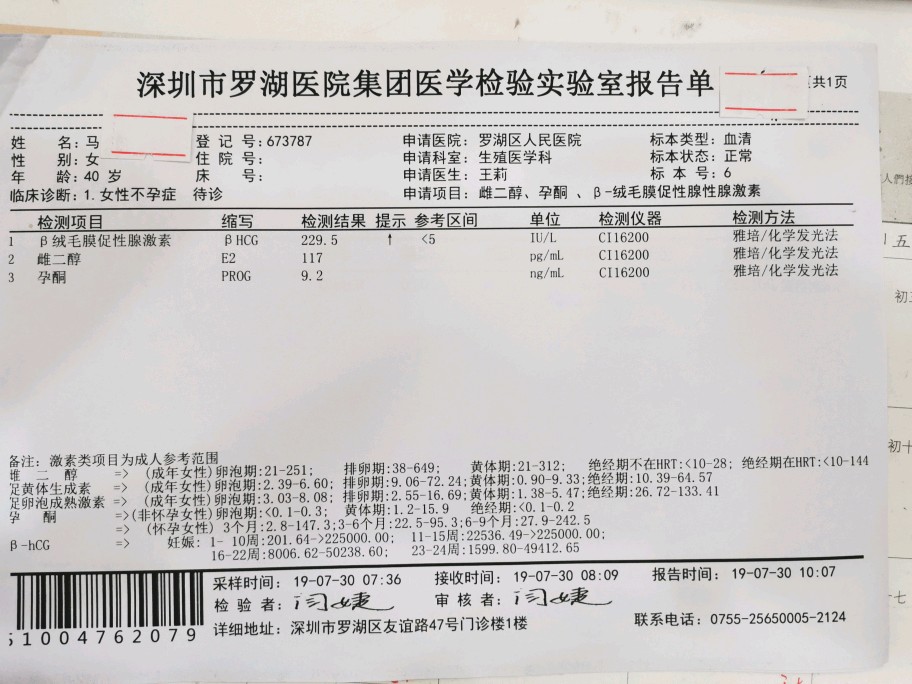 深圳市罗湖医院集团医学检验实验室报告单 共1页
姓 名:马 登 记 号:673787 申请医院: 罗湖区人民医院 标本类型:血清
性 别:女 住 院 号: 申请科室: 生殖医学科 标本状态:正常
年 龄:40 岁 床 号: 申请医生: 王莉 标 本 号:6
临床诊断:1.女性不孕症 待诊 申请项目: 雌二醇、孕酮 、β-绒毛膜促性腺性腺激素
检测项目 缩写 检测结果 提示 参考区间 单位 检测仪器 检测方法
1 β绒毛膜促性腺激素 βHCG 229.5 ↑ <5 IU/L CI16200 雅培/化学发光法
2 雌二醇 E2 117 pg/mL CI16200 雅培/化学发光法
3 孕酮 PROG 9.2 ng/mL CI16200 雅培/化学发光法
备注: 激素类项目为成人参考范围
雌 二 醇 => (成年女性)卵泡期:21-251; 排卵期:38-649; 黄体期:21-312; 绝经期不在HRT:<10-28; 绝经期在HRT:<10-144
促黄体生成素 => (成年女性)卵泡期:2.39-6.60; 排卵期:9.06-72.24;黄体期:0.90-9.33;绝经期:10.39-64.57
促卵泡成熟激素 => (成年女性)卵泡期:3.03-8.08; 排卵期:2.55-16.69;黄体期:1.38-5.47;绝经期:26.72-133.41
孕 酮 =>(非怀孕女性)卵泡期:<0.1-0.3; 黄体期:1.2-15.9 绝经期:<0.1-0.2
=> (怀孕女性) 3个月:2.8-147.3;3-6个月:22.5-95.3;6-9个月:27.9-242.5
β-hCG => 妊娠: 1- 10周:201.64->225000.00; 11-15周:22536.49->225000.00;
16-22周:8006.62-50238.60; 23-24周:1599.80-49412.65
采样时间: 19-07-30 07:36 接收时间: 19-07-30 08:09 报告时间: 19-07-30 10:07
检 验 者: 闫婕 审 核 者: 闫婕
51004762079 详细地址: 深圳市罗湖区友谊路47号门诊楼1楼 联系电话: 0755-25650005-2124
人們接
五
初三
初十
十七